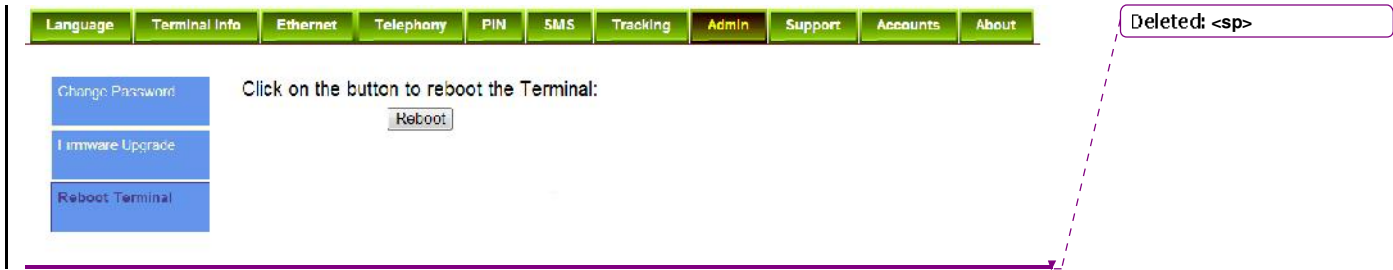 Language Terminal Info Ethernet Telephony PIN SMS Tracking Admin Support Accounts About
Deleted: <sp>
Change Password
Click on the button to reboot the Terminal:
Reboot
Firmware Upgrade
Reboot Terminal